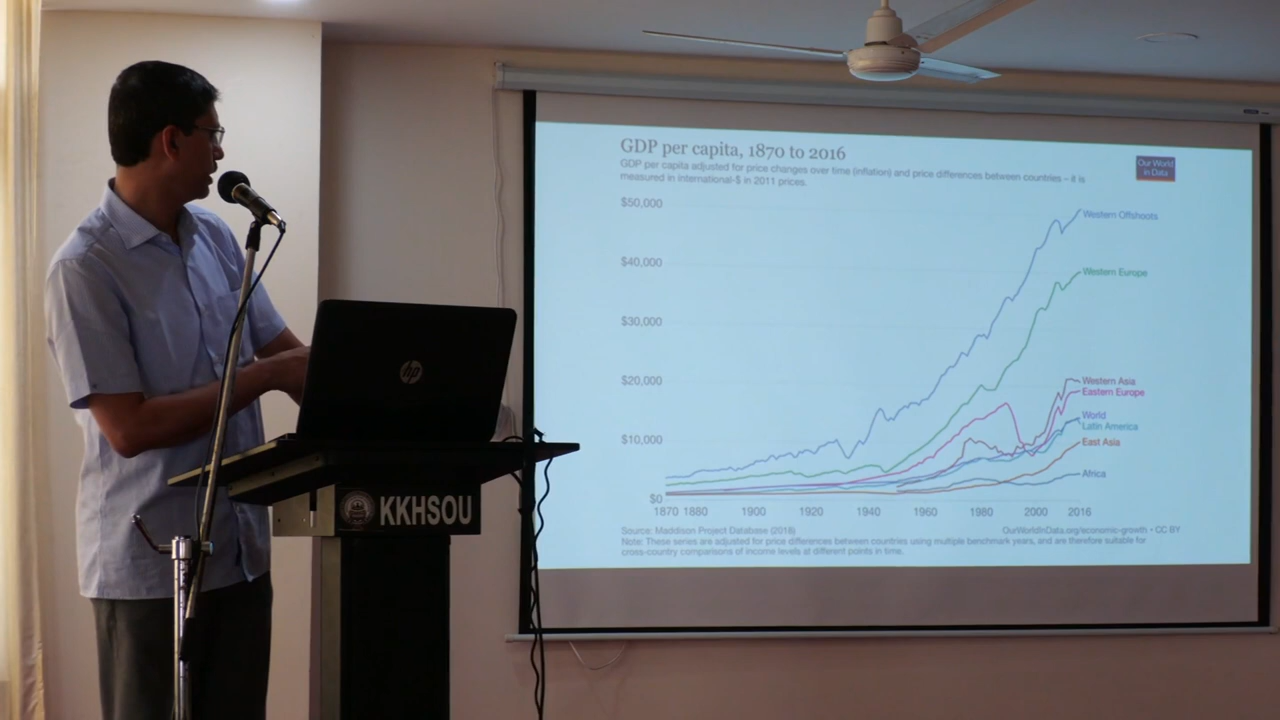 GDP per capita, 1870 to 2016
GDP per capita adjusted for price changes over time (inflation) and price differences between countries – it is
measured in international-$ in 2011 prices.
Our World
in Data
$50,000
$40,000
$30,000
$20,000
$10,000
$0
Western Offshoots
Western Europe
Western Asia
Eastern Europe
World
Latin America
East Asia
Africa
1870 1880 1900 1920 1940 1960 1980 2000 2016
Source: Maddison Project Database (2018)
OurWorldInData.org/economic-growth • CC BY
Note: These series are adjusted for price differences between countries using multiple benchmark years, and are therefore suitable for
cross-country comparisons of income levels at different points in time.
hp
KKHSOU